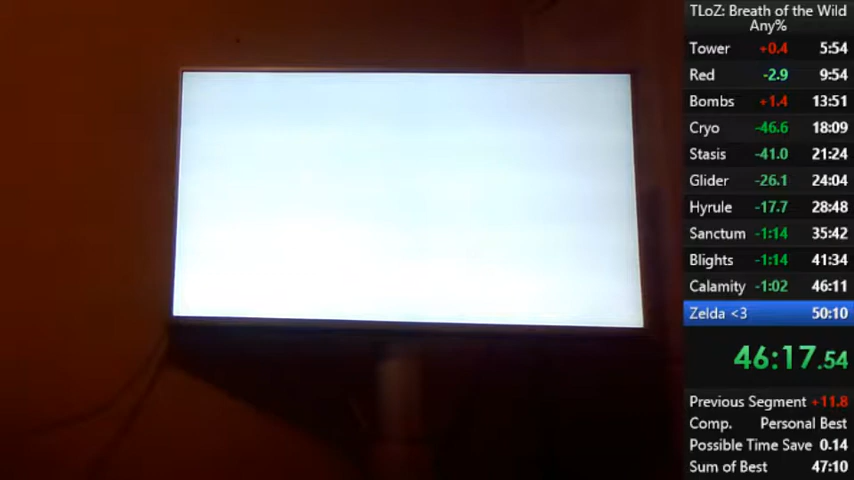 TLoZ: Breath of the Wild
Any%
Tower +0.4 5:54
Red -2.9 9:54
Bombs +1.4 13:51
Cryo -46.6 18:09
Stasis -41.0 21:24
Glider -26.1 24:04
Hyrule -17.7 28:48
Sanctum -1:14 35:42
Blights -1:14 41:34
Calamity -1:02 46:11
Zelda <3 50:10
46:17.54
Previous Segment +11.8
Comp. Personal Best
Possible Time Save 0.14
Sum of Best 47:10